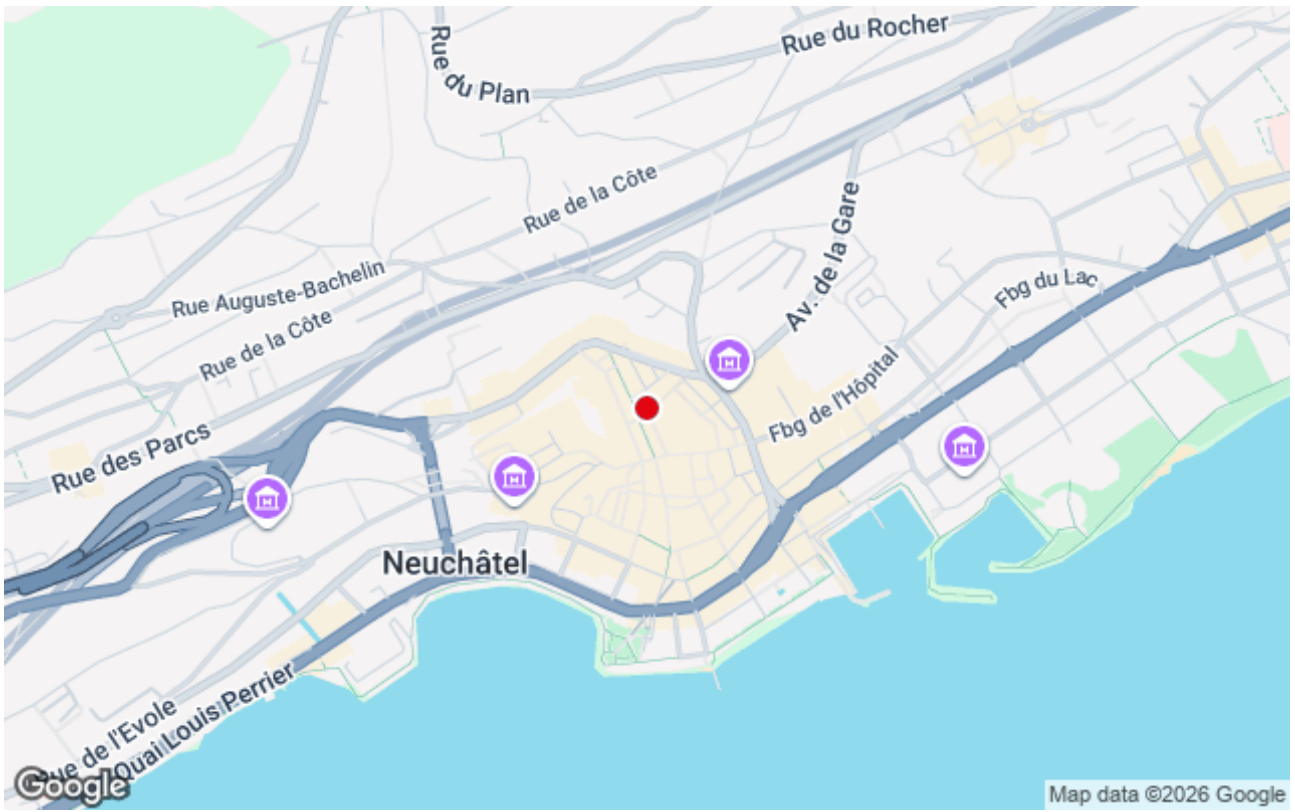 Rue du Plan
Rue du Rocher
Rue de la Côte
Av. de la Gare
Rue Auguste-Bachelin
Fbg du Lac
Rue de la Côte
Fbg de l'Hôpital
Rue des Parcs
Neuchâtel
Quai Louis Perrier
Rue de l'Evole
Google
Map data ©2026 Google